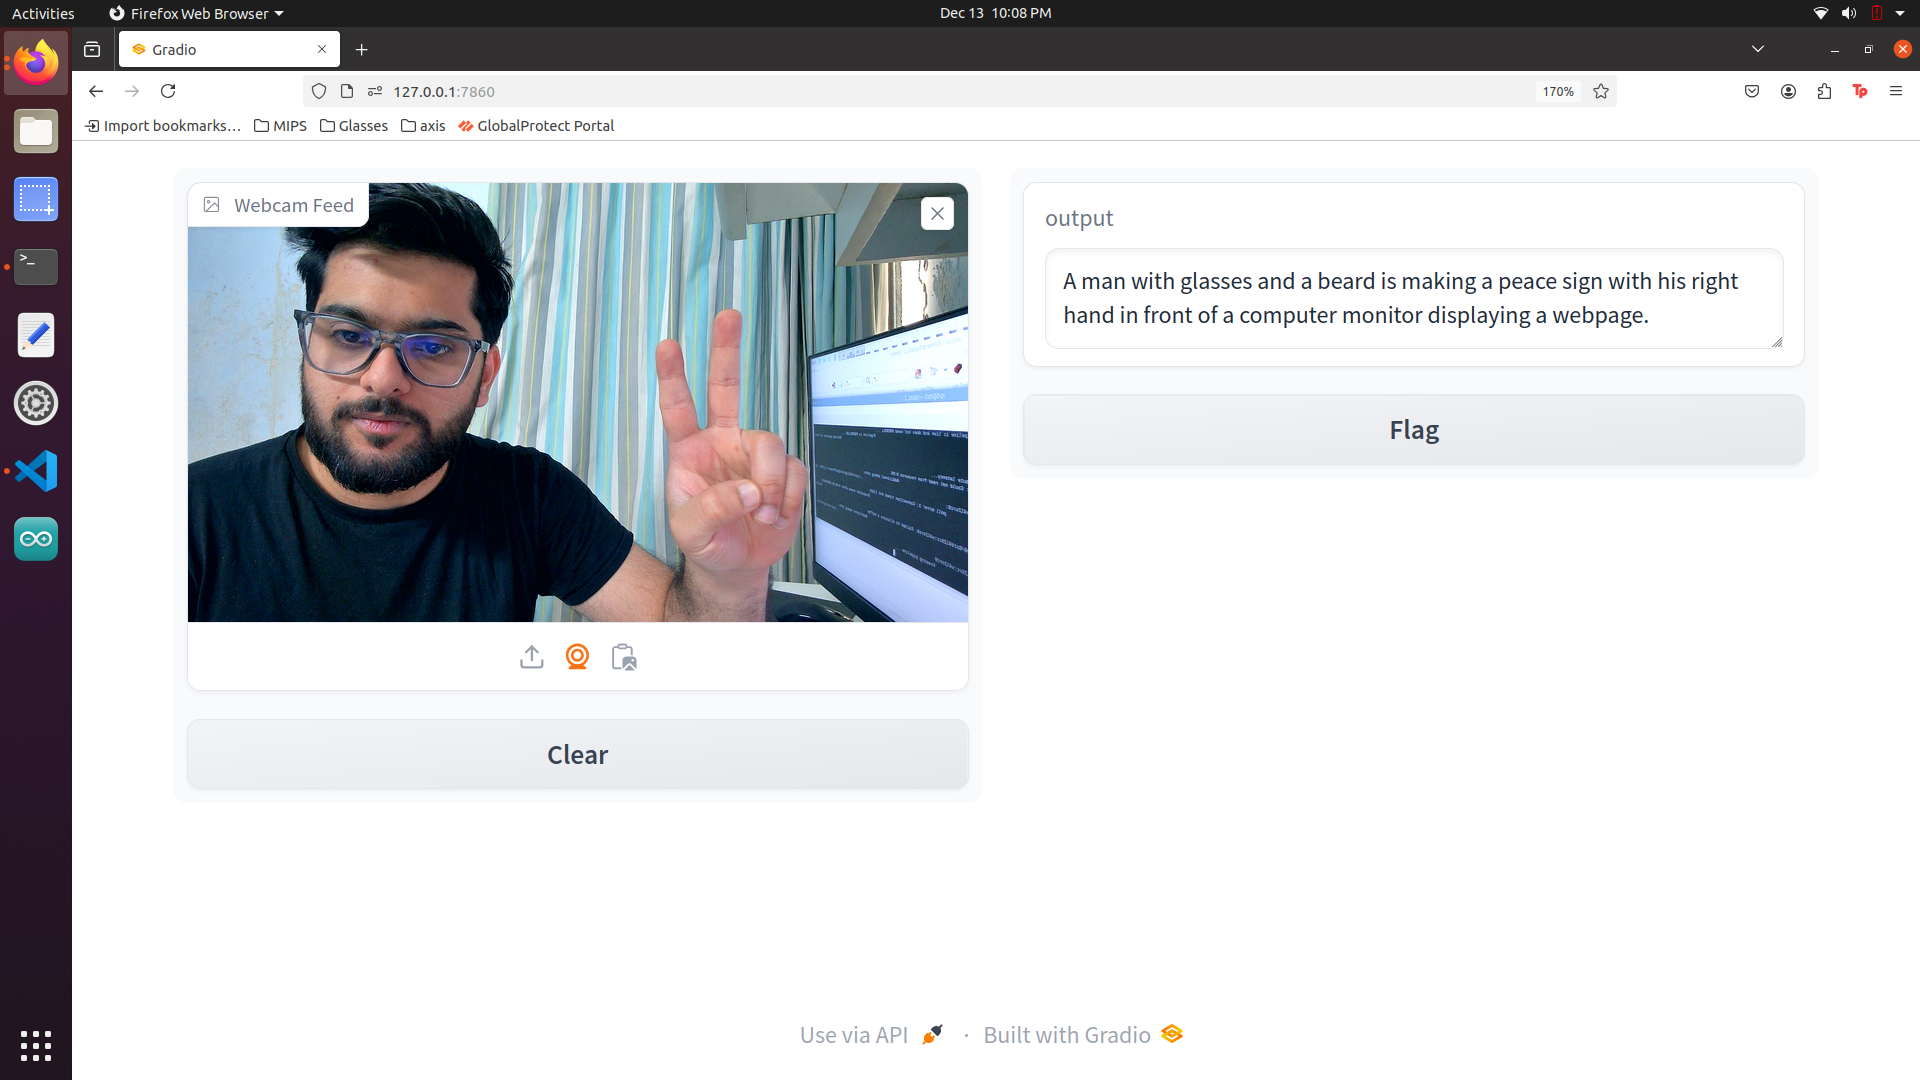 Activities
Firefox Web Browser
Dec 13 10:08 PM
Gradio
127.0.0.1:7860
170%
Import bookmarks…
MIPS
Glasses
axis
GlobalProtect Portal
Webcam Feed
Clear
output
A man with glasses and a beard is making a peace sign with his right
hand in front of a computer monitor displaying a webpage.
Flag
Use via API
·
Built with Gradio